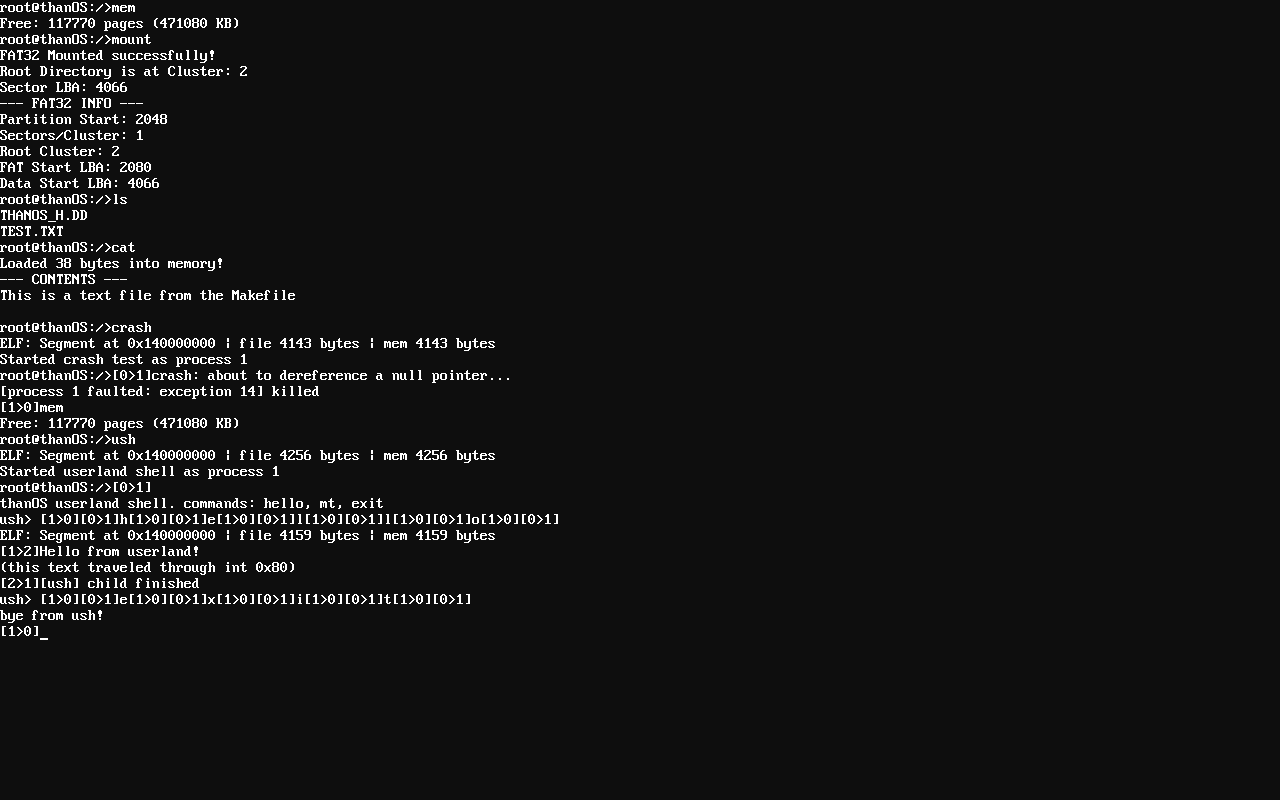 root@thanOS:/>mem
Free: 117770 pages (471080 KB)
root@thanOS:/>mount
FAT32 Mounted successfully!
Root Directory is at Cluster: 2
Sector LBA: 4066
--- FAT32 INFO ---
Partition Start: 2048
Sectors/Cluster: 1
Root Cluster: 2
FAT Start LBA: 2080
Data Start LBA: 4066
root@thanOS:/>ls
THANOS_H.DD
TEST.TXT
root@thanOS:/>cat
Loaded 38 bytes into memory!
--- CONTENTS ---
This is a text file from the Makefile
root@thanOS:/>crash
ELF: Segment at 0x140000000 | file 4143 bytes | mem 4143 bytes
Started crash test as process 1
root@thanOS:/>[0>1]crash: about to dereference a null pointer...
[process 1 faulted: exception 14] killed
[1>0]mem
Free: 117770 pages (471080 KB)
root@thanOS:/>ush
ELF: Segment at 0x140000000 | file 4256 bytes | mem 4256 bytes
Started userland shell as process 1
root@thanOS:/>[0>1]
thanOS userland shell. commands: hello, mt, exit
ush> [1>0][0>1]h[1>0][0>1]e[1>0][0>1]l[1>0][0>1]l[1>0][0>1]o[1>0][0>1]
ELF: Segment at 0x140000000 | file 4159 bytes | mem 4159 bytes
[1>2]Hello from userland!
(this text traveled through int 0x80)
[2>1][ush] child finished
ush> [1>0][0>1]e[1>0][0>1]x[1>0][0>1]i[1>0][0>1]t[1>0][0>1]
bye from ush!
[1>0]_